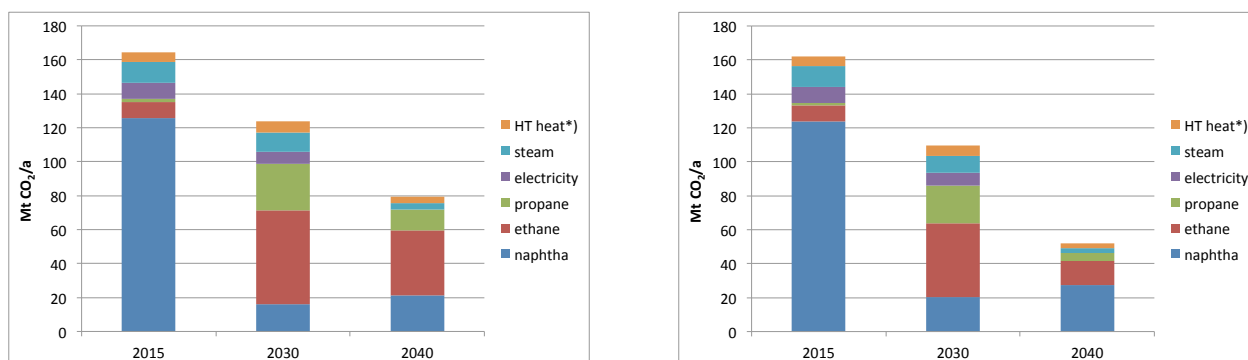 180
160
140
120
100
80
60
40
20
0
Mt CO₂/a
2015 2030 2040
HT heat*)
steam
electricity
propane
ethane
naphtha
180
160
140
120
100
80
60
40
20
0
Mt CO₂/a
2015 2030 2040
HT heat*)
steam
electricity
propane
ethane
naphtha